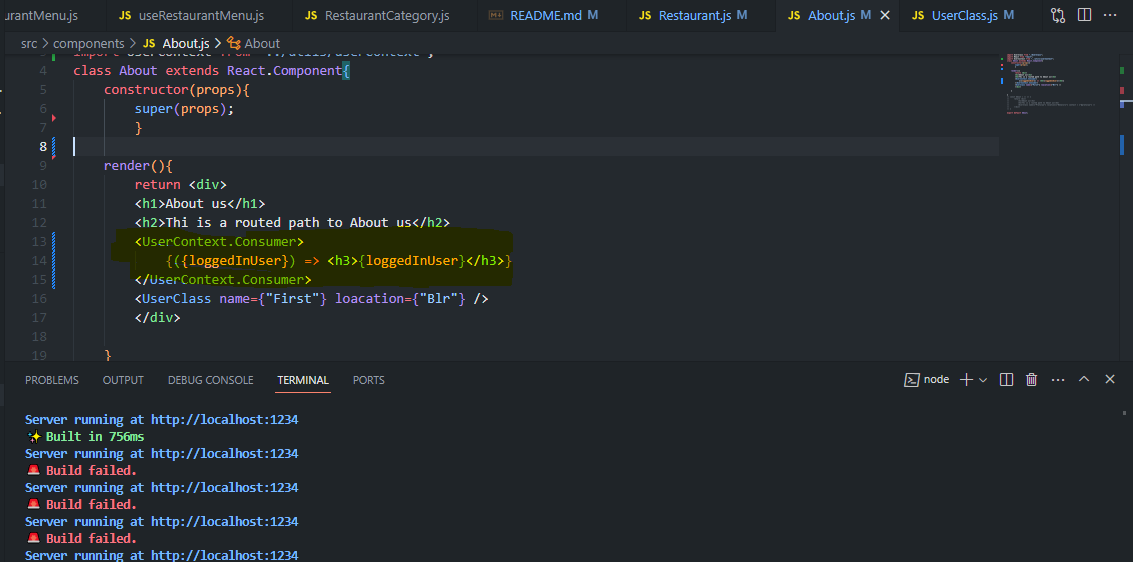 urantMenu.js JS useRestaurantMenu.js JS RestaurantCategory.js README.md M JS Restaurant.js M JS About.js M JS UserClass.js M
src > components > JS About.js > About
4 class About extends React.Component{
5 constructor(props){
6 super(props);
7 }
8
9 render(){
10 return <div>
11 <h1>About us</h1>
12 <h2>Thi is a routed path to About us</h2>
13 <UserContext.Consumer>
14 {({loggedInUser}) => <h3>{loggedInUser}</h3>}
15 </UserContext.Consumer>
16 <UserClass name={"First"} loacation={"Blr"} />
17 </div>
18
19 }
PROBLEMS OUTPUT DEBUG CONSOLE TERMINAL PORTS node
Server running at http://localhost:1234
✨ Built in 756ms
Server running at http://localhost:1234
🚨 Build failed.
Server running at http://localhost:1234
🚨 Build failed.
Server running at http://localhost:1234
🚨 Build failed.
Server running at http://localhost:1234